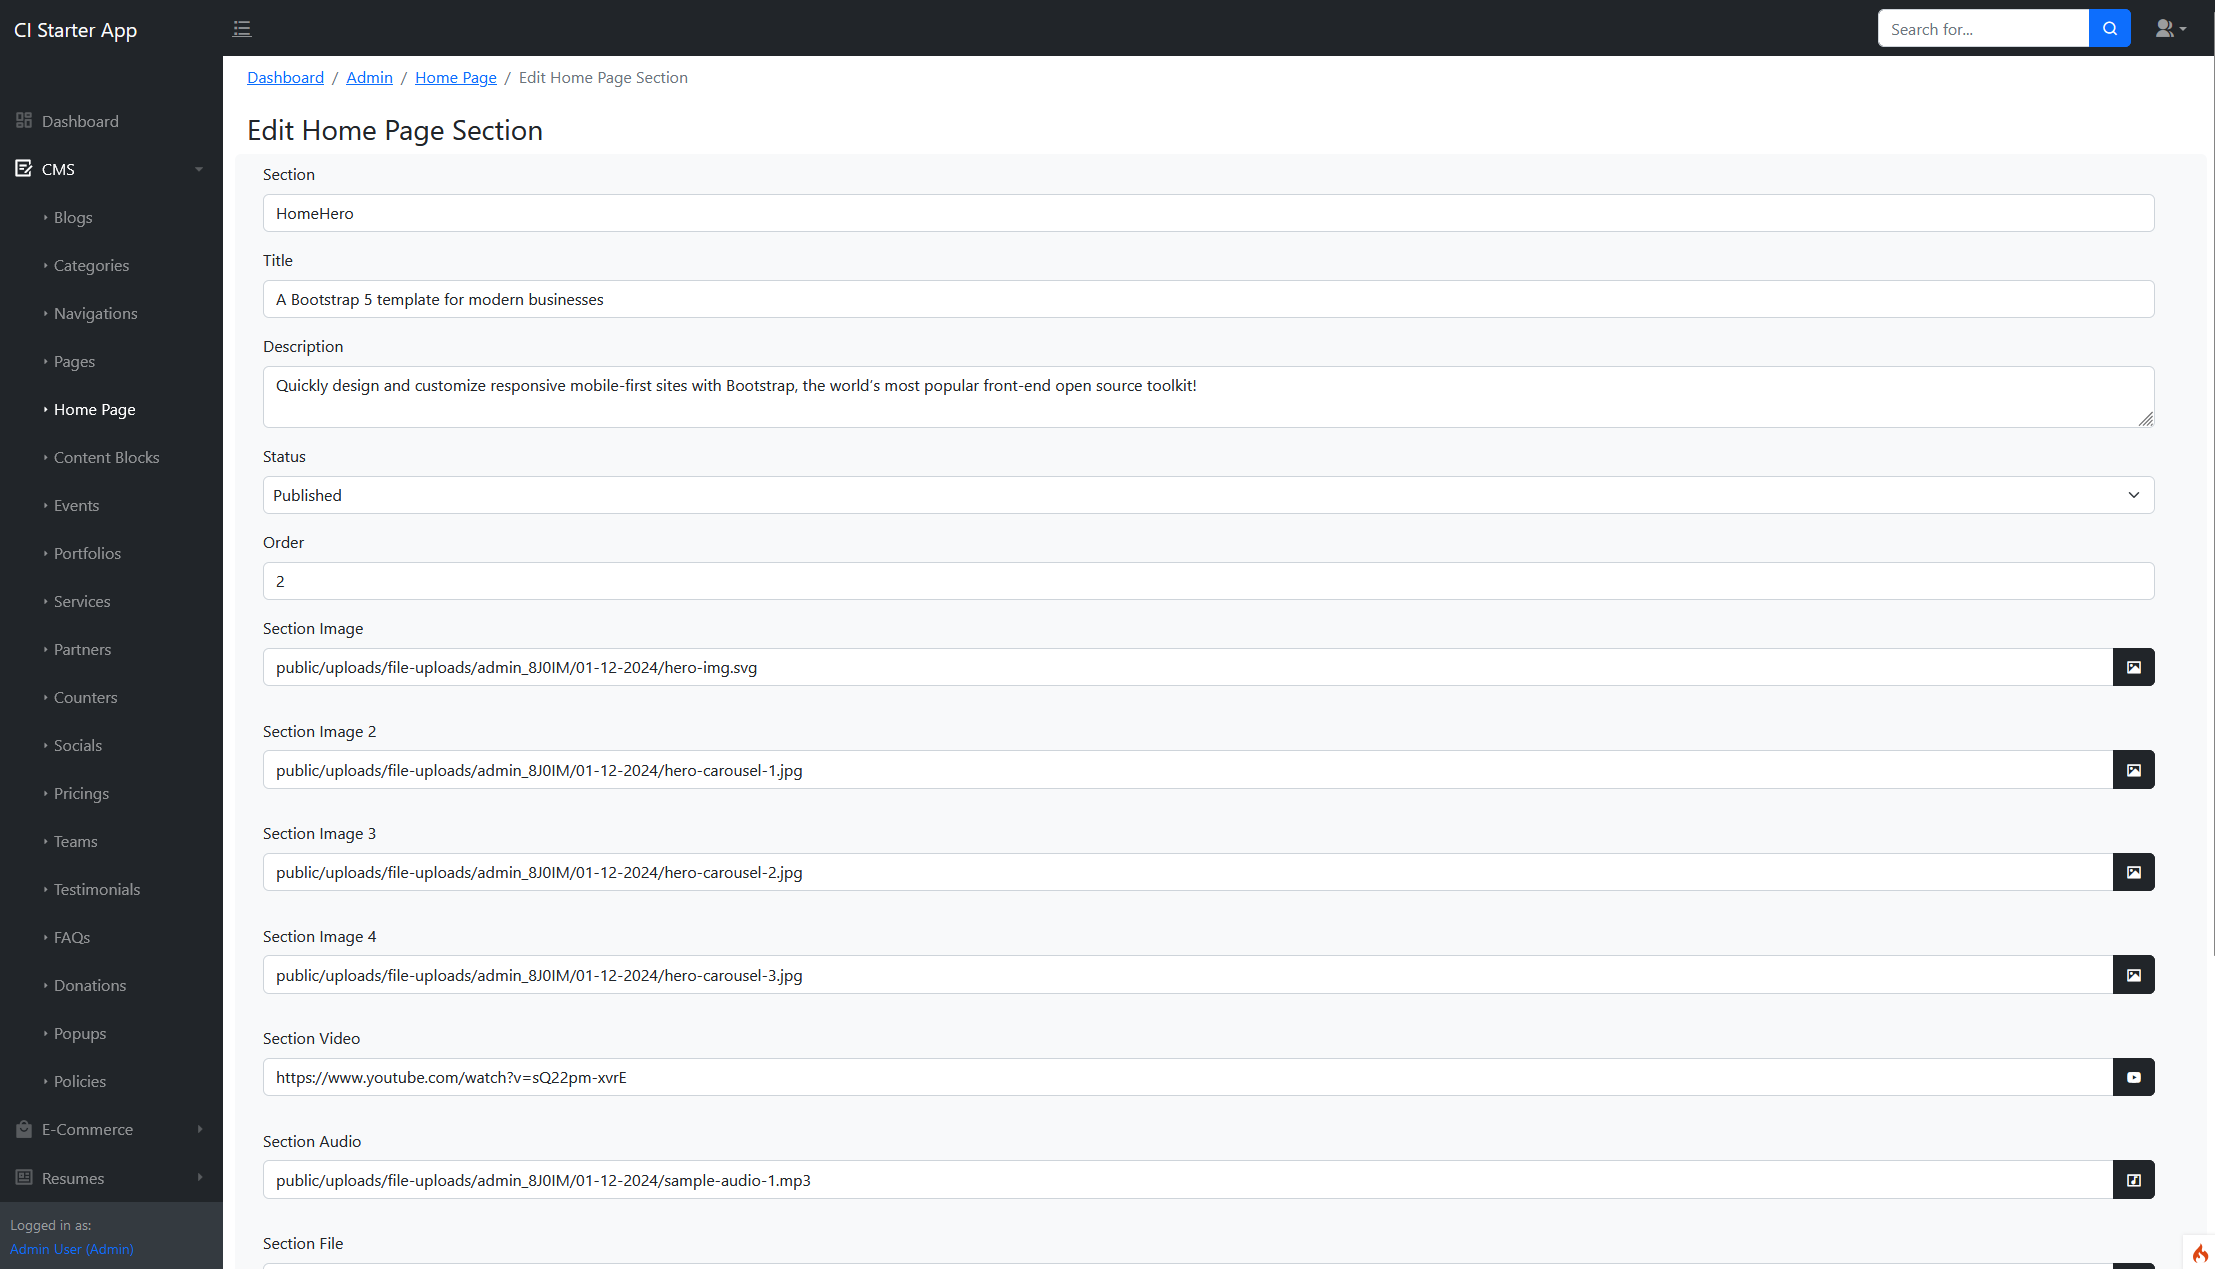 CI Starter App
Search for...
Dashboard / Admin / Home Page / Edit Home Page Section
Edit Home Page Section
Dashboard
CMS
Blogs
Categories
Navigations
Pages
Home Page
Content Blocks
Events
Portfolios
Services
Partners
Counters
Socials
Pricings
Teams
Testimonials
FAQs
Donations
Popups
Policies
E-Commerce
Resumes
Logged in as:
Admin User (Admin)
Section
HomeHero
Title
A Bootstrap 5 template for modern businesses
Description
Quickly design and customize responsive mobile-first sites with Bootstrap, the world’s most popular front-end open source toolkit!
Status
Published
Order
2
Section Image
public/uploads/file-uploads/admin_8J0IM/01-12-2024/hero-img.svg
Section Image 2
public/uploads/file-uploads/admin_8J0IM/01-12-2024/hero-carousel-1.jpg
Section Image 3
public/uploads/file-uploads/admin_8J0IM/01-12-2024/hero-carousel-2.jpg
Section Image 4
public/uploads/file-uploads/admin_8J0IM/01-12-2024/hero-carousel-3.jpg
Section Video
https://www.youtube.com/watch?v=sQ22pm-xvrE
Section Audio
public/uploads/file-uploads/admin_8J0IM/01-12-2024/sample-audio-1.mp3
Section File